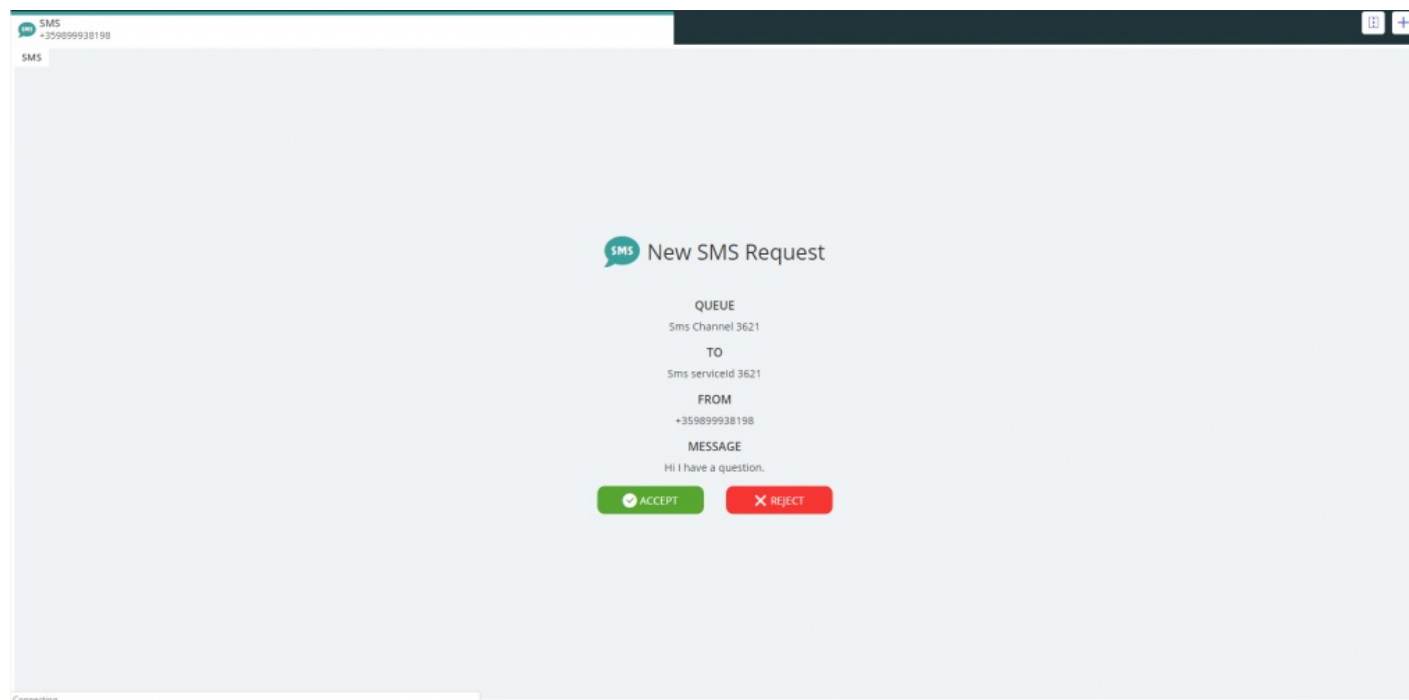 SMS
SMS
+359899938198
SMS
SMS New SMS Request
QUEUE
Sms Channel 3621
TO
Sms serviceId 3621
FROM
+359899938198
MESSAGE
Hi I have a question.
ACCEPT
REJECT